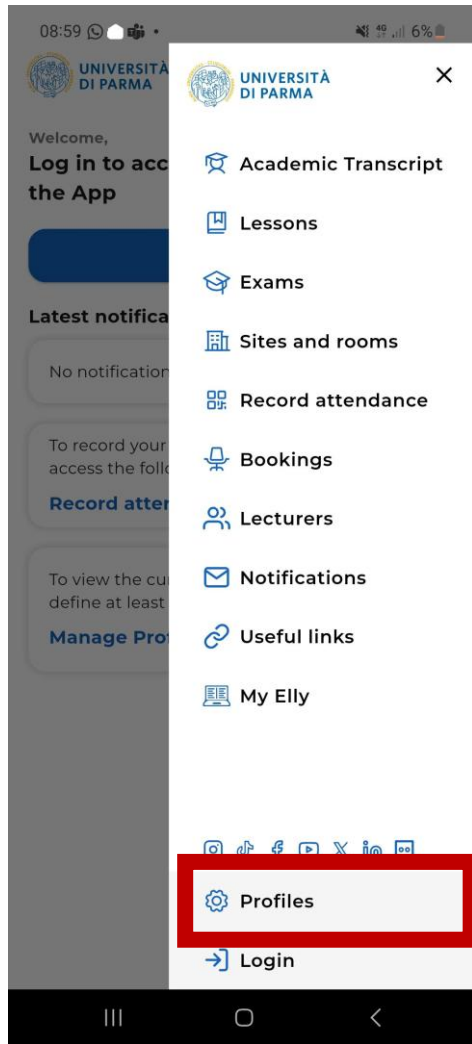 08:59
4G
6%
UNIVERSITÀ
DI PARMA
UNIVERSITÀ
DI PARMA
Welcome,
Log in to acc
the App
Latest notifica
No notification
To record your
access the follo
Record atter
To view the cu
define at least
Manage Pro
Academic Transcript
Lessons
Exams
Sites and rooms
Record attendance
Bookings
Lecturers
Notifications
Useful links
My Elly
Profiles
Login